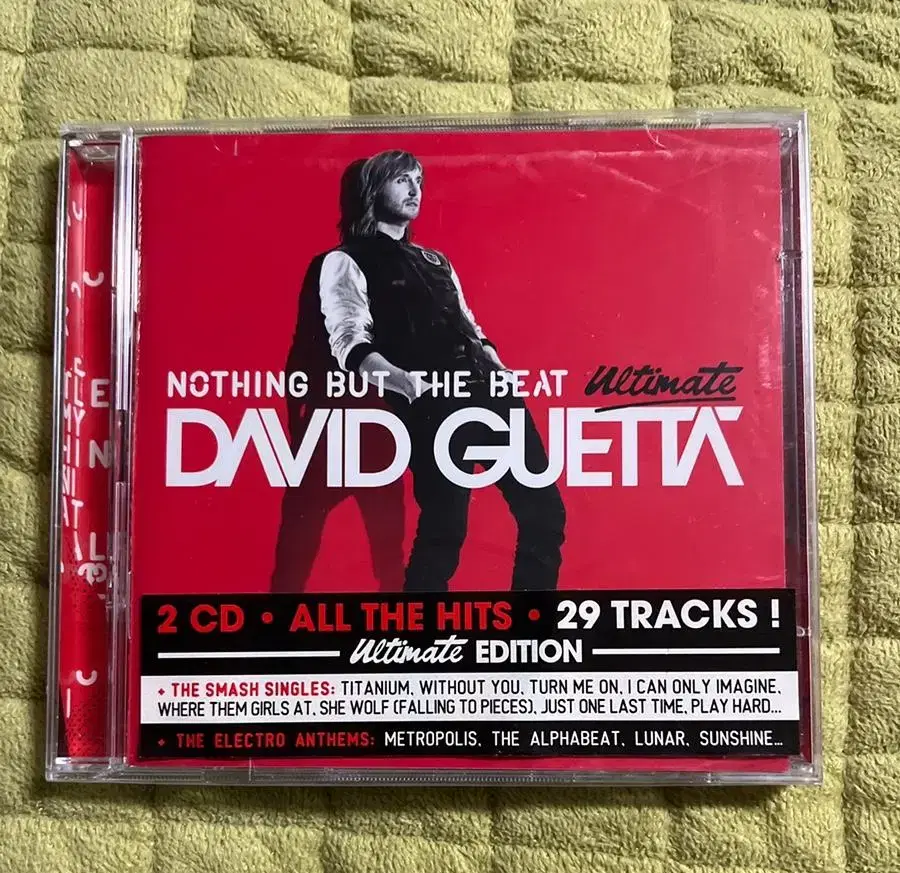 NOTHING BUT THE BEAT Ultimate
DAVID GUETTA
2 CD • ALL THE HITS • 29 TRACKS !
Ultimate EDITION
+ THE SMASH SINGLES: TITANIUM, WITHOUT YOU, TURN ME ON, I CAN ONLY IMAGINE,
WHERE THEM GIRLS AT, SHE WOLF (FALLING TO PIECES), JUST ONE LAST TIME, PLAY HARD...
+ THE ELECTRO ANTHEMS: METROPOLIS, THE ALPHABEAT, LUNAR, SUNSHINE...